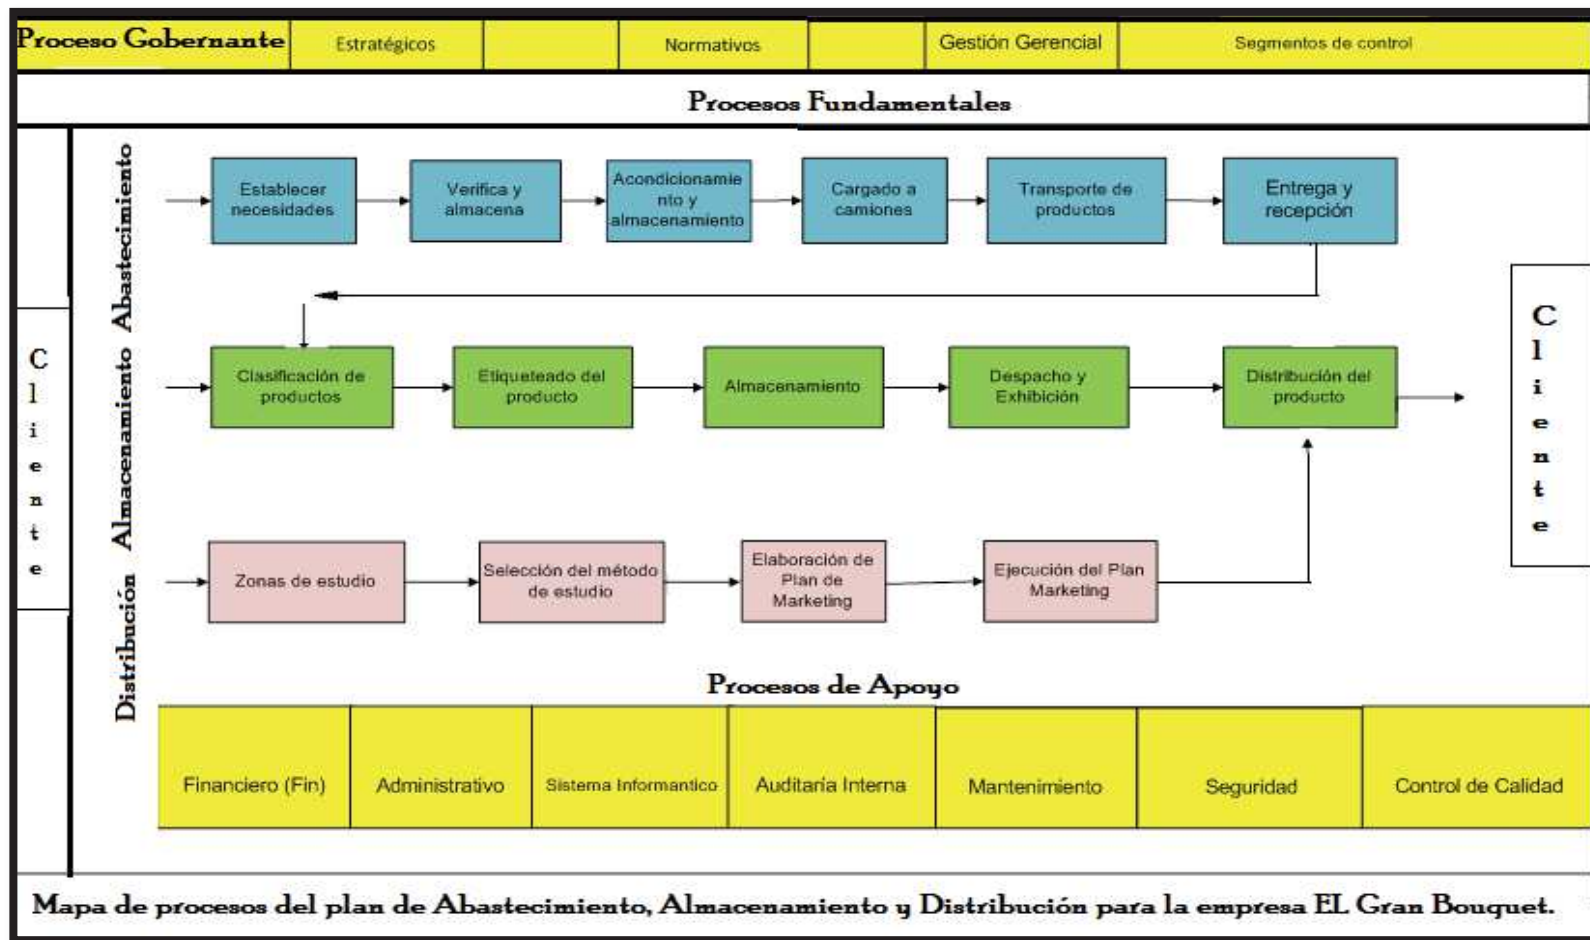 Proceso Gobernante
Estratégicos
Normativos
Gestión Gerencial
Segmentos de control
Procesos Fundamentales
Cliente
Abastecimiento
Establecer
necesidades
Verifica y
almacena
Acondicionamie
nto y
almacenamiento
Cargado a
camiones
Transporte de
productos
Entrega y
recepción
Almacenamiento
Clasificación de
productos
Etiqueteado del
producto
Almacenamiento
Despacho y
Exhibición
Distribución del
producto
Cliente
Distribución
Zonas de estudio
Selección del método
de estudio
Elaboración de
Plan de
Marketing
Ejecución del Plan
Marketing
Procesos de Apoyo
Financiero (Fin)
Administrativo
Sistema Informantico
Auditaría Interna
Mantenimiento
Seguridad
Control de Calidad
Mapa de procesos del plan de Abastecimiento, Almacenamiento y Distribución para la empresa EL Gran Bouquet.